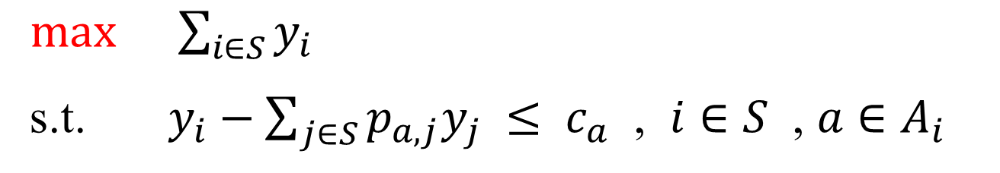 max ∑_{i∈S} y_i
s.t. y_i − ∑_{j∈S} p_{a,j} y_j ≤ c_a , i ∈ S , a ∈ A_i